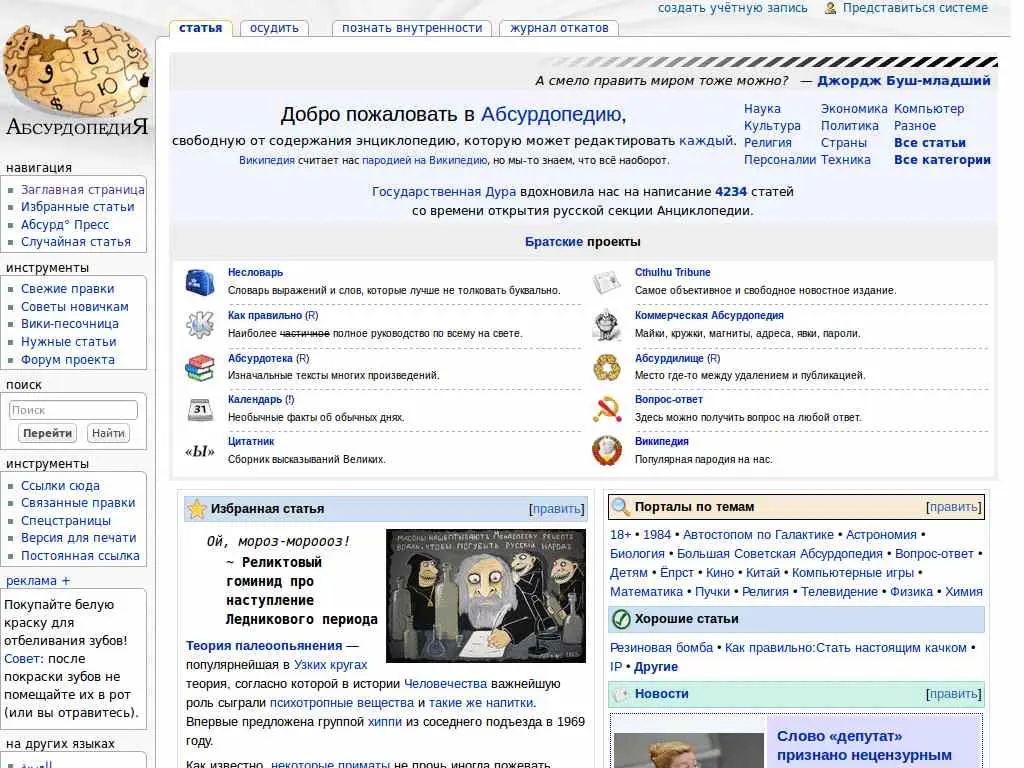 создать учётную запись Представиться системе
статья осудить познать внутренности журнал откатов
АбсурдопедиЯ
навигация
Заглавная страница
Избранные статьи
Абсурд° Пресс
Случайная статья
инструменты
Свежие правки
Советы новичкам
Вики-песочница
Нужные статьи
Форум проекта
поиск
Поиск
Перейти Найти
инструменты
Ссылки сюда
Связанные правки
Спецстраницы
Версия для печати
Постоянная ссылка
реклама +
Покупайте белую
краску для
отбеливания зубов!
Совет: после
покраски зубов не
помещайте их в рот
(или вы отравитесь).
на других языках
العربية
А смело править миром тоже можно? — Джордж Буш-младший
Добро пожаловать в Абсурдопедию,
свободную от содержания энциклопедию, которую может редактировать каждый.
Википедия считает нас пародией на Википедию, но мы-то знаем, что всё наоборот.
Наука Экономика Компьютер
Культура Политика Разное
Религия Страны Все статьи
Персоналии Техника Все категории
Государственная Дура вдохновила нас на написание 4234 статей
со времени открытия русской секции Анциклопедии.
Братские проекты
Несловарь
Словарь выражений и слов, которые лучше не толковать буквально.
Cthulhu Tribune
Самое объективное и свободное новостное издание.
Как правильно (R)
Наиболее частичное полное руководство по всему на свете.
Коммерческая Абсурдопедия
Майки, кружки, магниты, адреса, явки, пароли.
Абсурдотека (R)
Изначальные тексты многих произведений.
Абсурдилище (R)
Место где-то между удалением и публикацией.
31
Календарь (!)
Необычные факты об обычных днях.
Вопрос-ответ
Здесь можно получить вопрос на любой ответ.
«Ы»
Цитатник
Сборник высказываний Великих.
Википедия
Популярная пародия на нас.
Избранная статья [править]
Ой, мороз-мороооз!
~ Реликтовый
гоминид про
наступление
Ледникового периода
МАСОНЫ НАШЕПТЫВАЮТ МЕНДЕЛЕЕВУ РЕЦЕПТ
ВОДКИ, ЧТОБЫ ПОГУБИТЬ РУССКИЙ НАРОД
Теория палеоопьянения —
популярнейшая в Узких кругах
теория, согласно которой в истории Человечества важнейшую
роль сыграли психотропные вещества и такие же напитки.
Впервые предложена группой хиппи из соседнего подъезда в 1969
году.
Как известно, некоторые приматы не прочь иногда пожевать
Порталы по темам [править]
18+ • 1984 • Автостопом по Галактике • Астрономия •
Биология • Большая Советская Абсурдопедия • Вопрос-ответ •
Детям • Ёпрст • Кино • Китай • Компьютерные игры •
Математика • Пучки • Религия • Телевидение • Физика • Химия
Хорошие статьи
Резиновая бомба • Как правильно:Стать настоящим качком •
IP • Другие
Новости [править]
Слово «депутат»
признано нецензурным